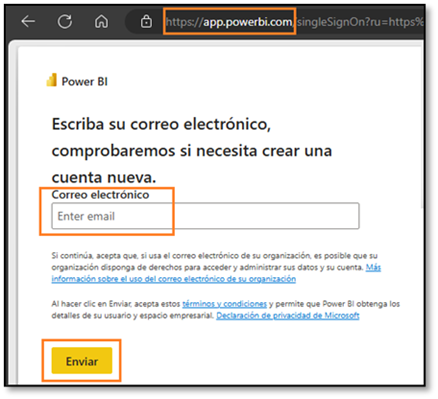 https://app.powerbi.com/singleSignOn?ru=https%
Power BI
Escriba su correo electrónico,
comprobaremos si necesita crear una
cuenta nueva.
Correo electrónico
Enter email
Si continúa, acepta que, si usa el correo electrónico de su organización, es posible que su
organización disponga de derechos para acceder y administrar sus datos y su cuenta. Más
información sobre el uso del correo electrónico de su organización
Al hacer clic en Enviar, acepta estos términos y condiciones y permite que Power BI obtenga los
detalles de su usuario y espacio empresarial. Declaración de privacidad de Microsoft
Enviar